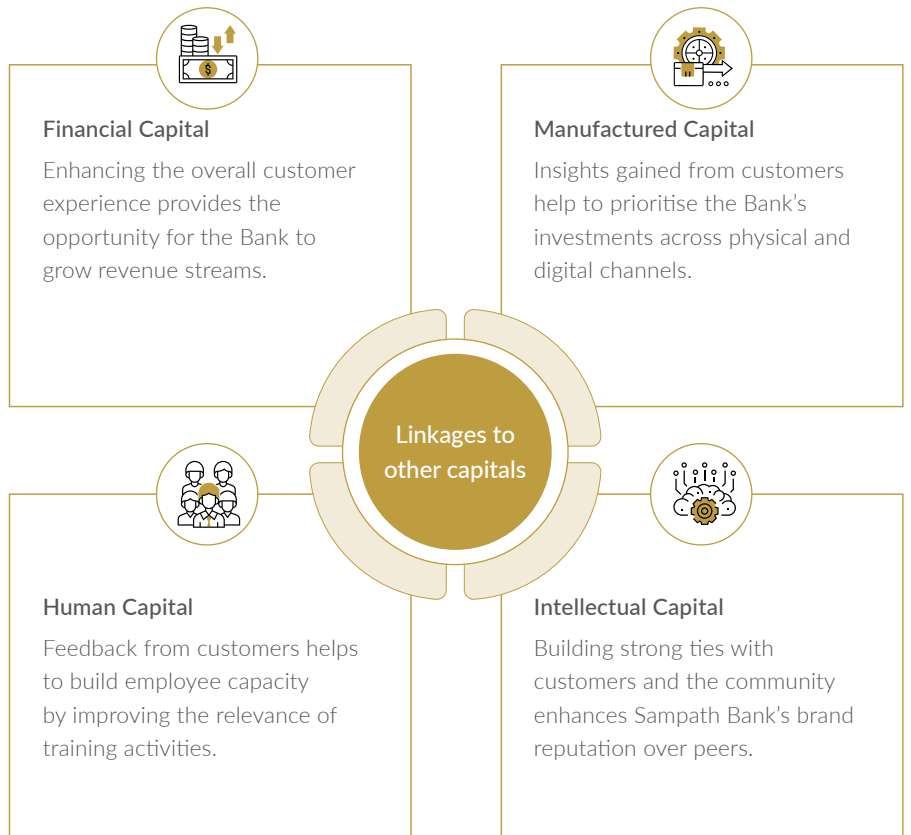 Financial Capital
Enhancing the overall customer
experience provides the
opportunity for the Bank to
grow revenue streams.
Manufactured Capital
Insights gained from customers
help to prioritise the Bank’s
investments across physical and
digital channels.
Linkages to
other capitals
Human Capital
Feedback from customers helps
to build employee capacity
by improving the relevance of
training activities.
Intellectual Capital
Building strong ties with
customers and the community
enhances Sampath Bank’s brand
reputation over peers.